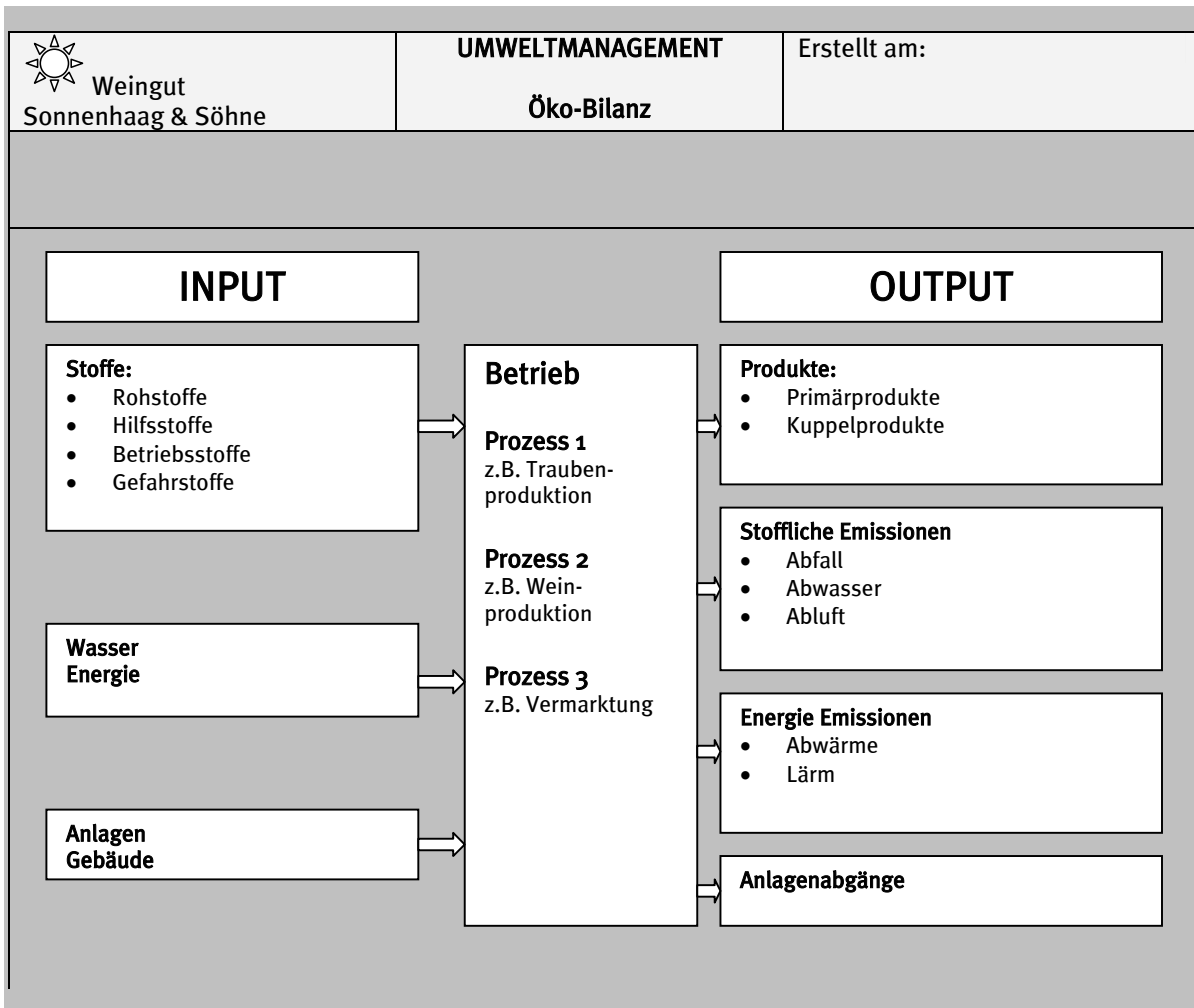 Weingut
Sonnenhaag & Söhne
UMWELTMANAGEMENT
Öko-Bilanz
Erstellt am:
INPUT
OUTPUT
Stoffe:
• Rohstoffe
• Hilfsstoffe
• Betriebsstoffe
• Gefahrstoffe
Wasser
Energie
Anlagen
Gebäude
Betrieb
Prozess 1
z.B. Trauben-
produktion
Prozess 2
z.B. Wein-
produktion
Prozess 3
z.B. Vermarktung
Produkte:
• Primärprodukte
• Kuppelprodukte
Stoffliche Emissionen
• Abfall
• Abwasser
• Abluft
Energie Emissionen
• Abwärme
• Lärm
Anlagenabgänge